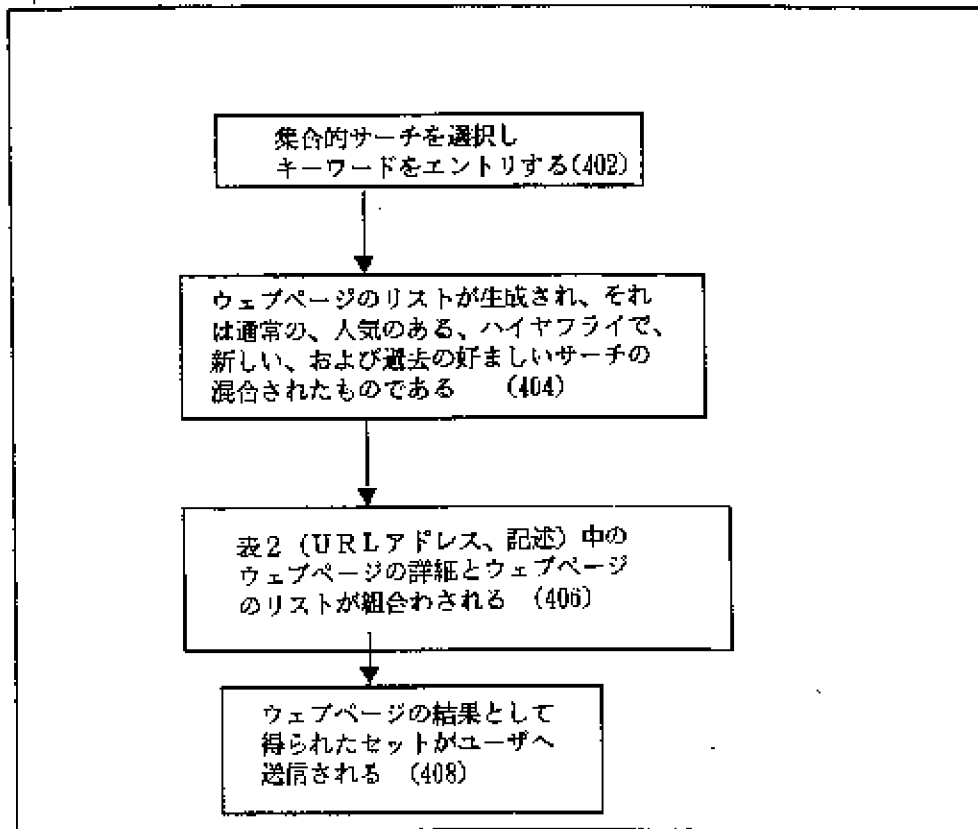 集合的サーチを選択し
キーワードをエントリする(402)
ウェブページのリストが生成され、それ
は通常の、人気のある、ハイヤフライで、
新しい、および過去の好ましいサーチの
混合されたものである (404)
表2(URLアドレス、記述)中の
ウェブページの詳細とウェブページ
のリストが組合わされる (406)
ウェブページの結果として
得られたセットがユーザへ
送信される (408)